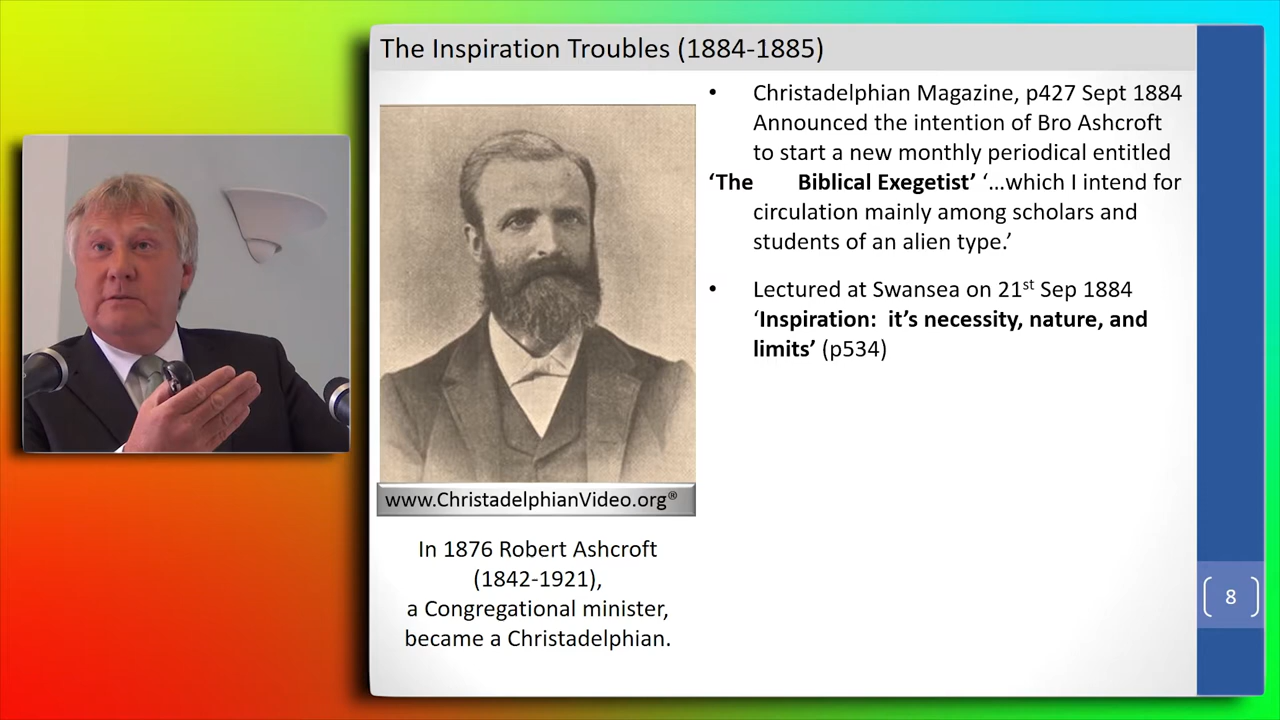 The Inspiration Troubles (1884-1885)
• Christadelphian Magazine, p427 Sept 1884
Announced the intention of Bro Ashcroft
to start a new monthly periodical entitled
‘The Biblical Exegetist’ ‘...which I intend for
circulation mainly among scholars and
students of an alien type.’
• Lectured at Swansea on 21st Sep 1884
‘Inspiration: it’s necessity, nature, and
limits’ (p534)
www.ChristadelphianVideo.org®
In 1876 Robert Ashcroft
(1842-1921),
a Congregational minister,
became a Christadelphian.
8